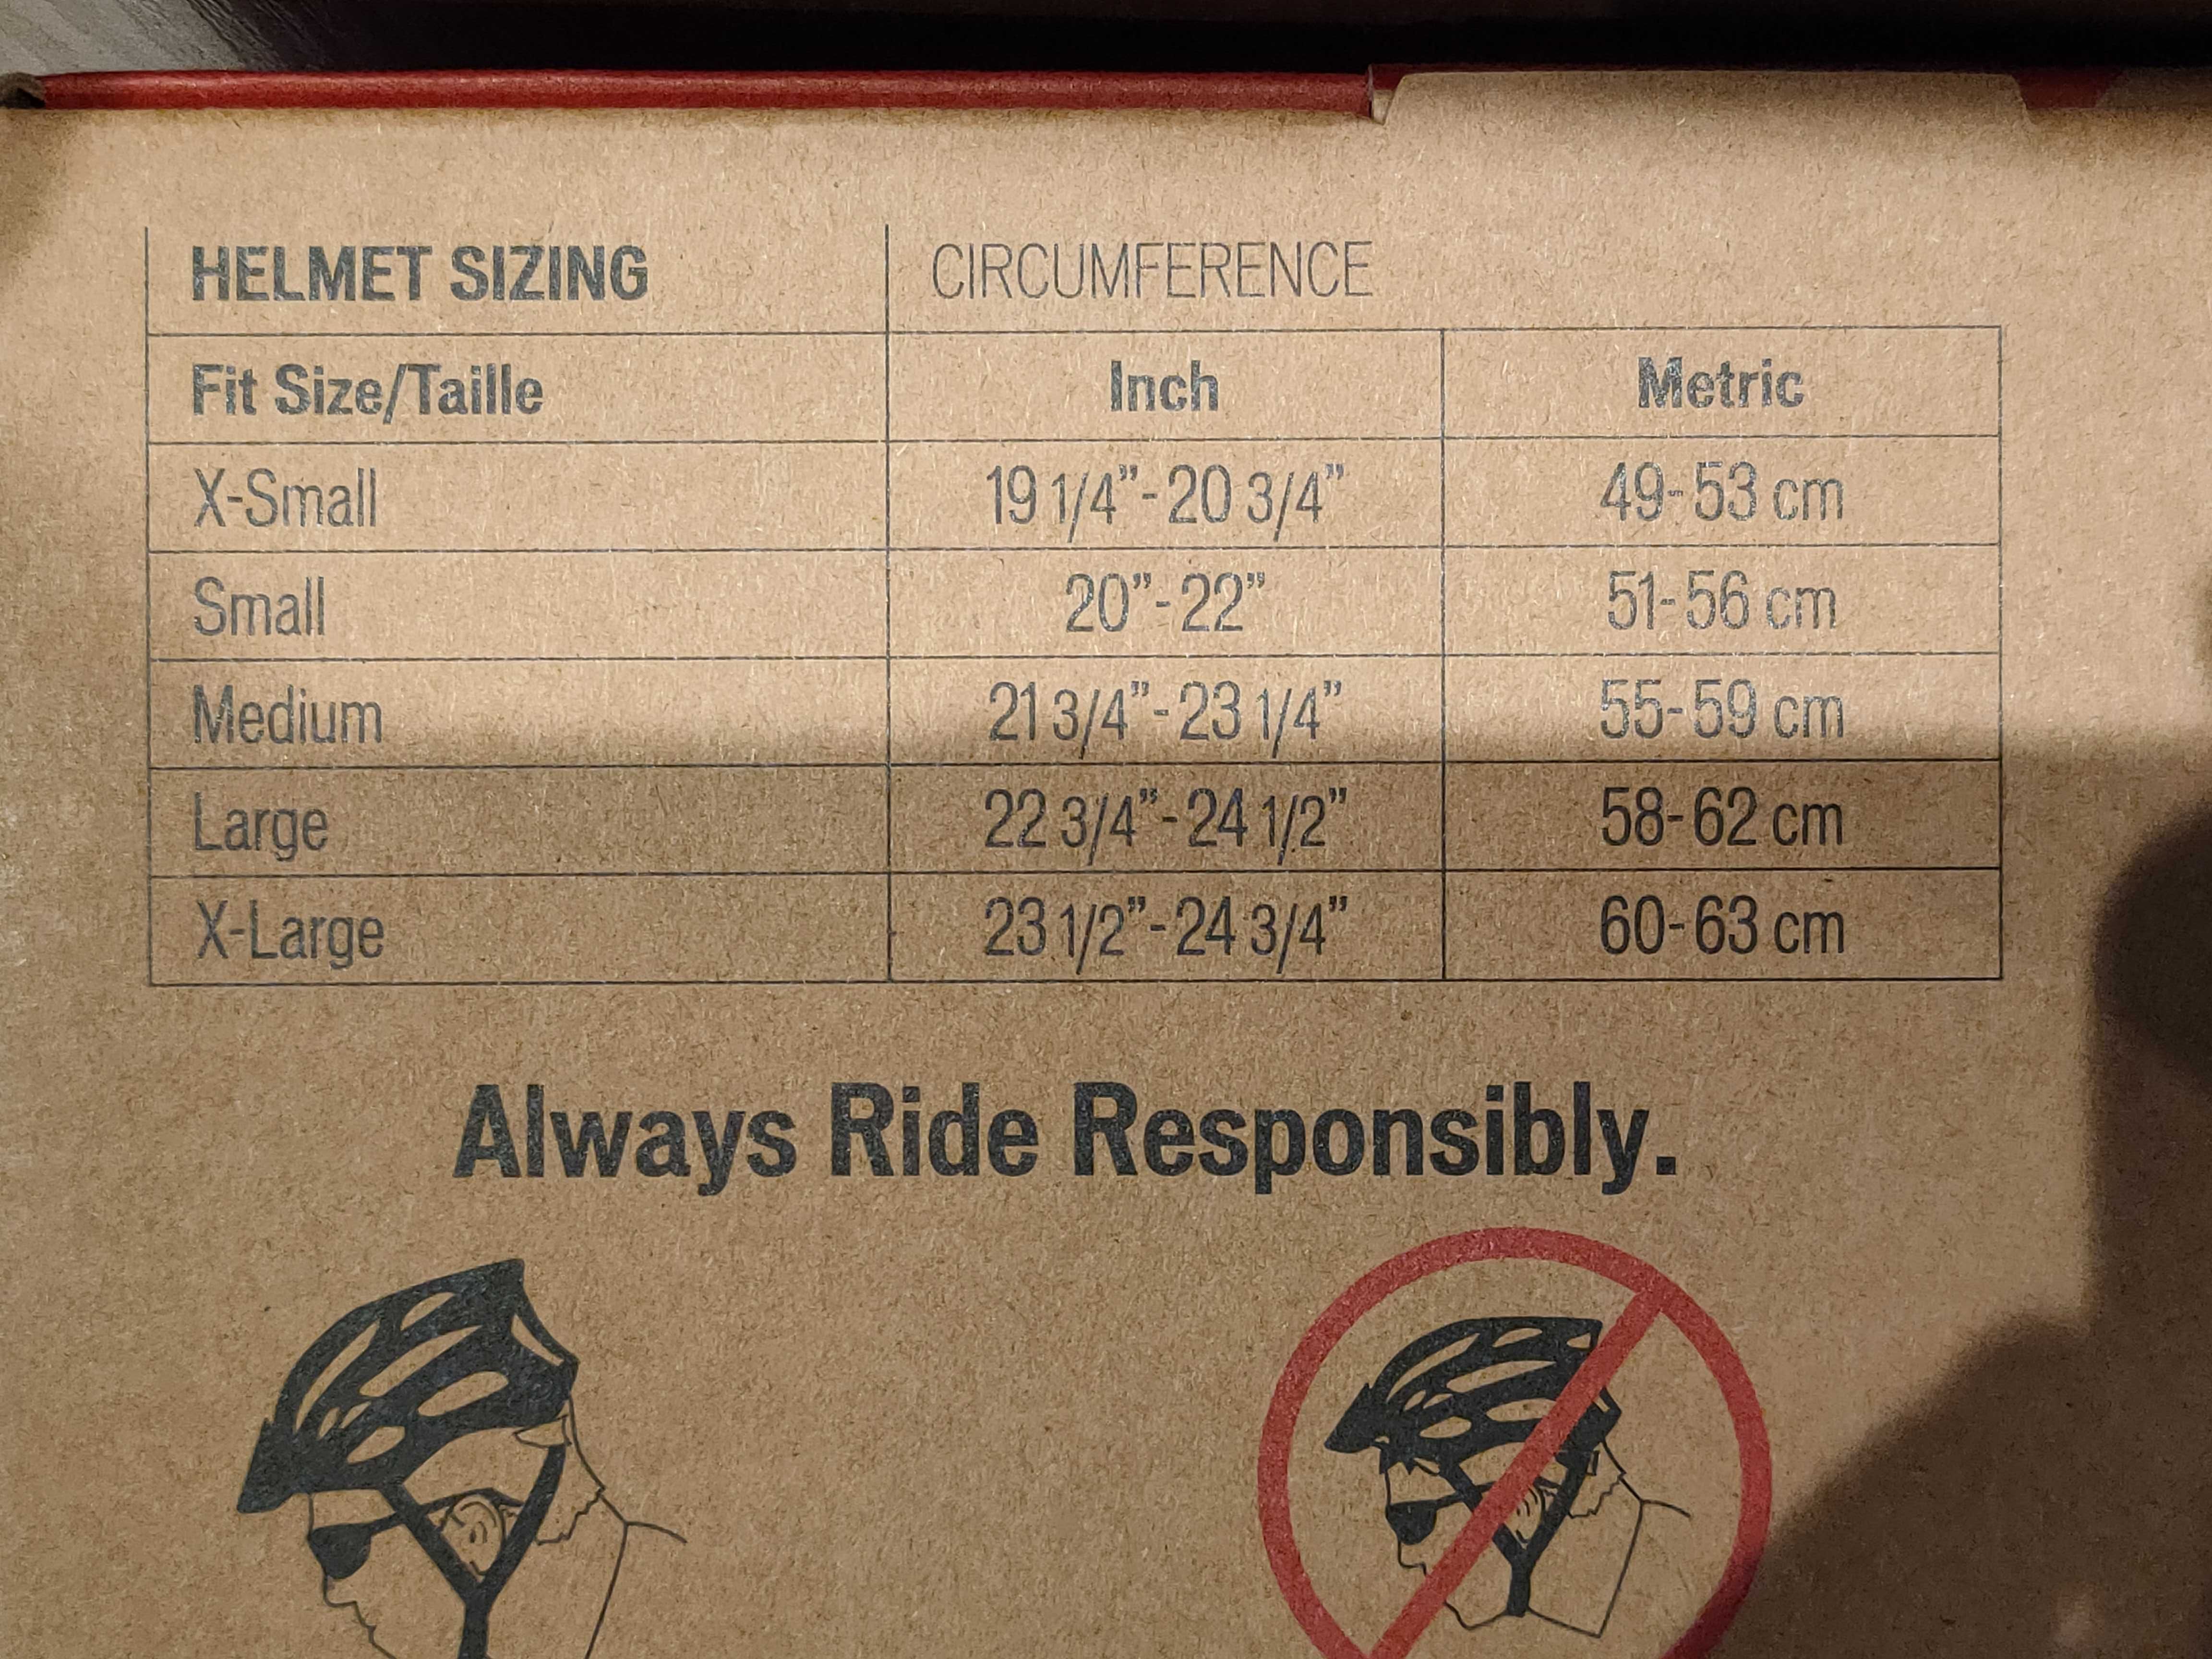 HELMET SIZING CIRCUMFERENCE
Fit Size/Taille Inch Metric
X-Small 19 1/4”-20 3/4” 49-53 cm
Small 20”-22” 51-56 cm
Medium 21 3/4”-23 1/4” 55-59 cm
Large 22 3/4”-24 1/2” 58-62 cm
X-Large 23 1/2”-24 3/4” 60-63 cm
Always Ride Responsibly.